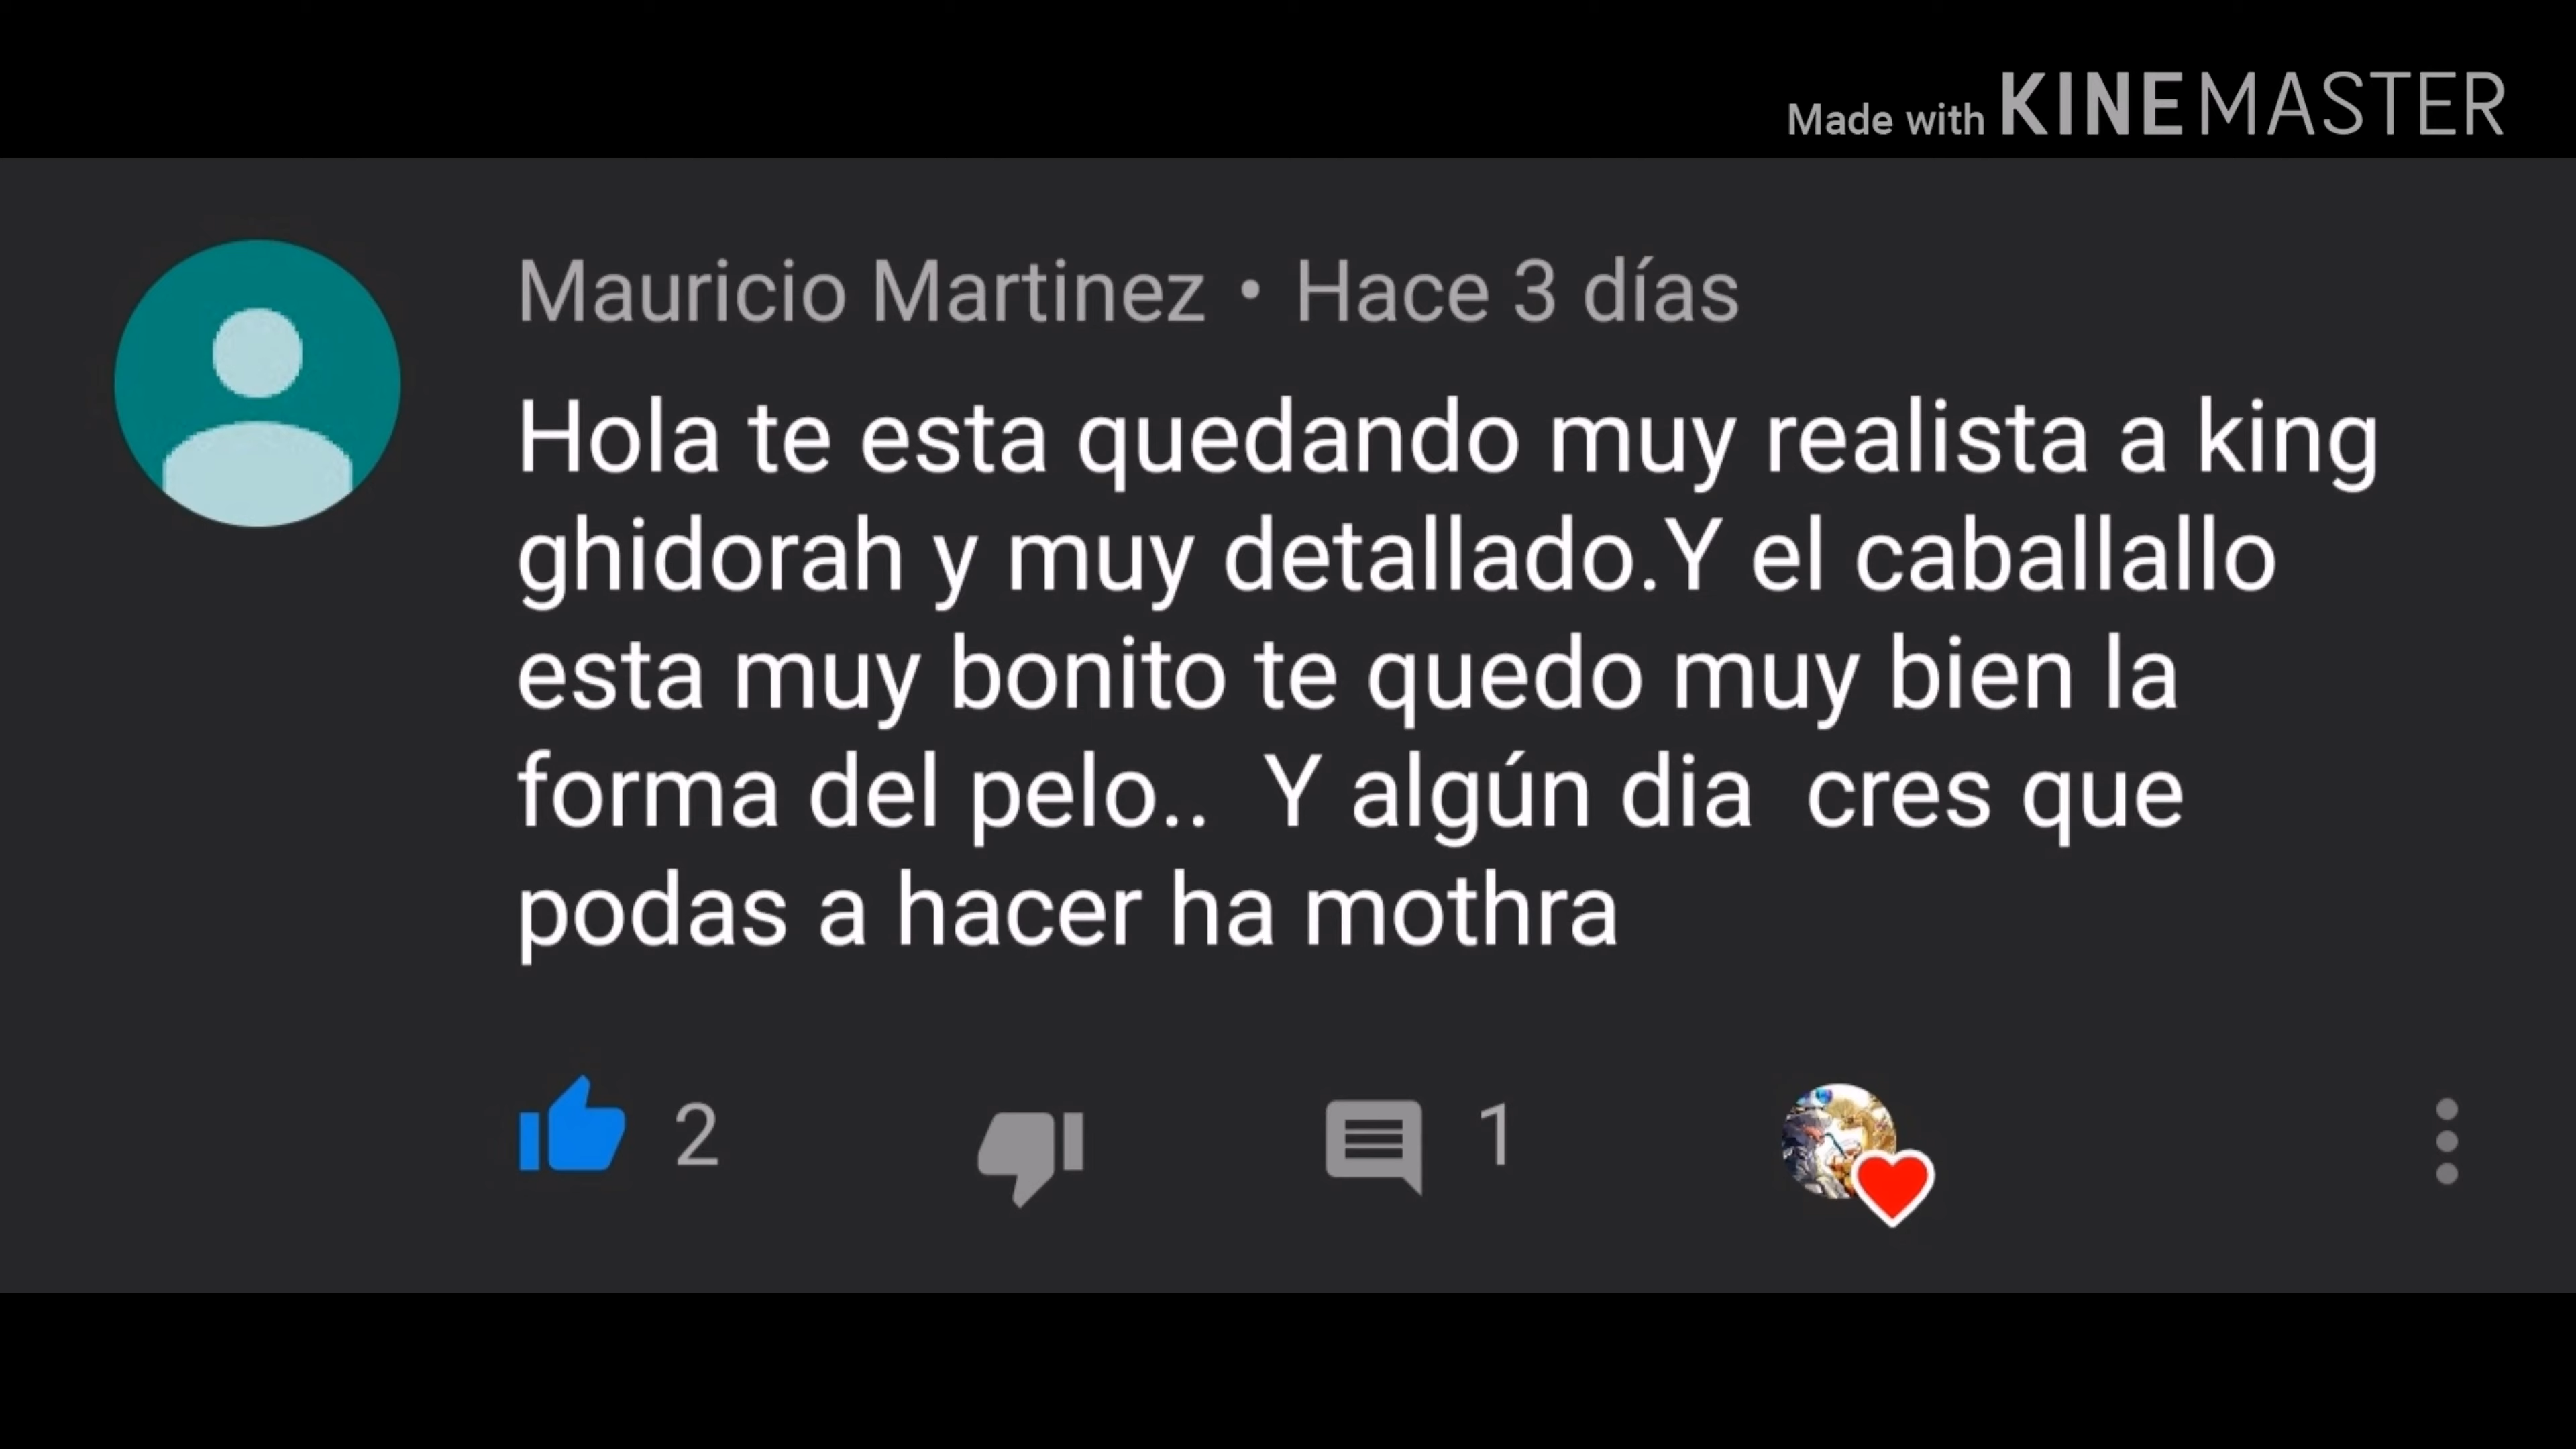 Made with KINEMASTER
Mauricio Martinez • Hace 3 días
Hola te esta quedando muy realista a king
ghidorah y muy detallado.Y el caballallo
esta muy bonito te quedo muy bien la
forma del pelo..  Y algún dia  cres que
podas a hacer ha mothra
2 1